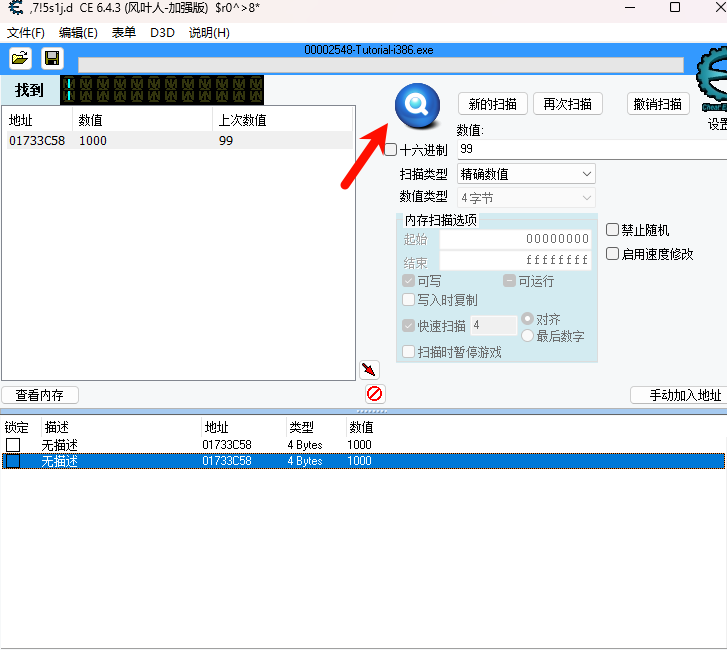 ,7!5s1j.d CE 6.4.3 (风叶人-加强版) $r0^>8*
文件(F) 编辑(E) 表单 D3D 说明(H)
00002548-Tutorial-i386.exe
找到 1
地址 数值 上次数值
01733C58 1000 99
新的扫描 再次扫描 撤销扫描
设置
数值:
十六进制 99
扫描类型 精确数值
数值类型 4 字节
内存扫描选项
起始 00000000
结束 ffffffff
可写 可运行
写入时复制
快速扫描 4 对齐
最后数字
扫描时暂停游戏
禁止随机
启用速度修改
查看内存 手动加入地址
锁定 描述 地址 类型 数值
无描述 01733C58 4 Bytes 1000
无描述 01733C58 4 Bytes 1000